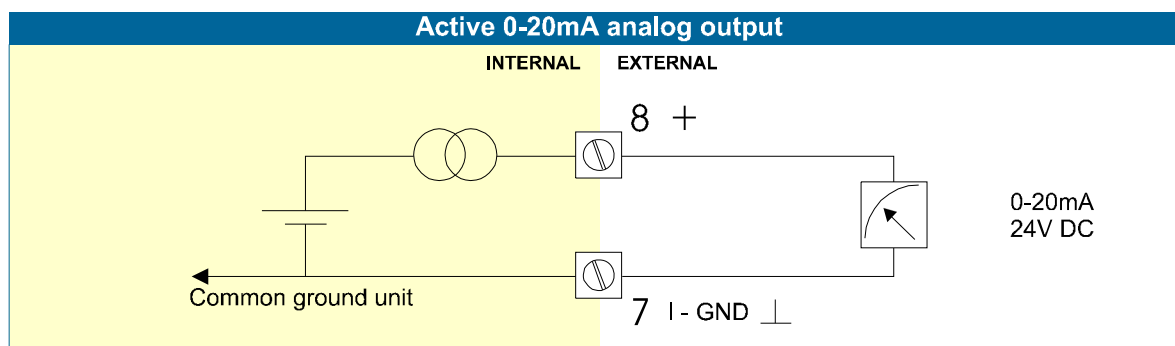 Active 0-20mA analog output
INTERNAL EXTERNAL
8 +
0-20mA
24V DC
Common ground unit
7 I - GND ⊥